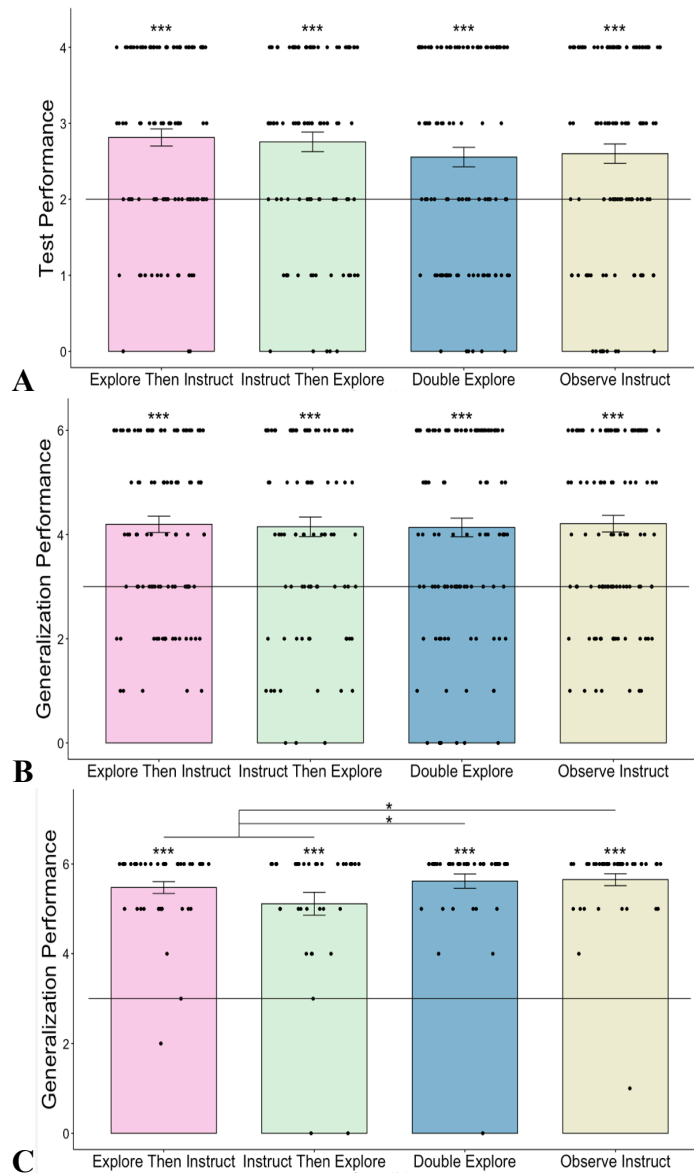 *** *** *** ***
4
3
2
1
0
Test Performance
Explore Then Instruct Instruct Then Explore Double Explore Observe Instruct
A
*** *** *** ***
6
4
2
0
Generalization Performance
Explore Then Instruct Instruct Then Explore Double Explore Observe Instruct
B
*
*
*** *** *** ***
6
4
2
0
Generalization Performance
Explore Then Instruct Instruct Then Explore Double Explore Observe Instruct
C